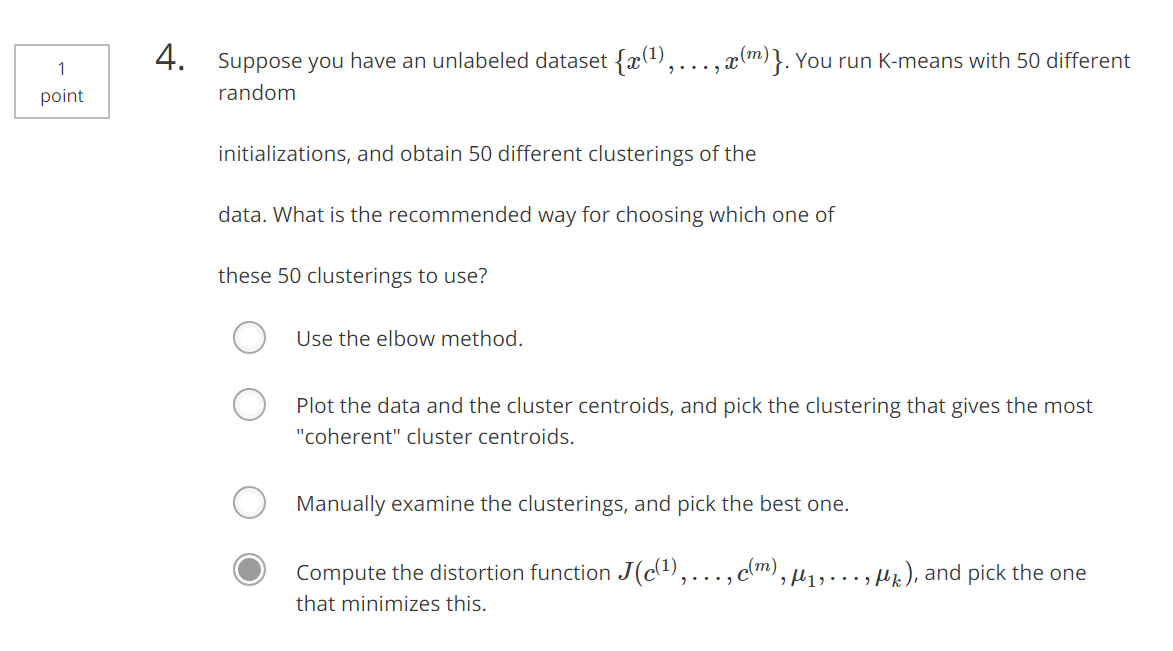 1
point
4.
Suppose you have an unlabeled dataset {x⁽¹⁾, . . . , x⁽ᵐ⁾}. You run K-means with 50 different
random
initializations, and obtain 50 different clusterings of the
data. What is the recommended way for choosing which one of
these 50 clusterings to use?
Use the elbow method.
Plot the data and the cluster centroids, and pick the clustering that gives the most
"coherent" cluster centroids.
Manually examine the clusterings, and pick the best one.
Compute the distortion function J(c⁽¹⁾, . . . , c⁽ᵐ⁾, μ₁, . . . , μₖ), and pick the one
that minimizes this.